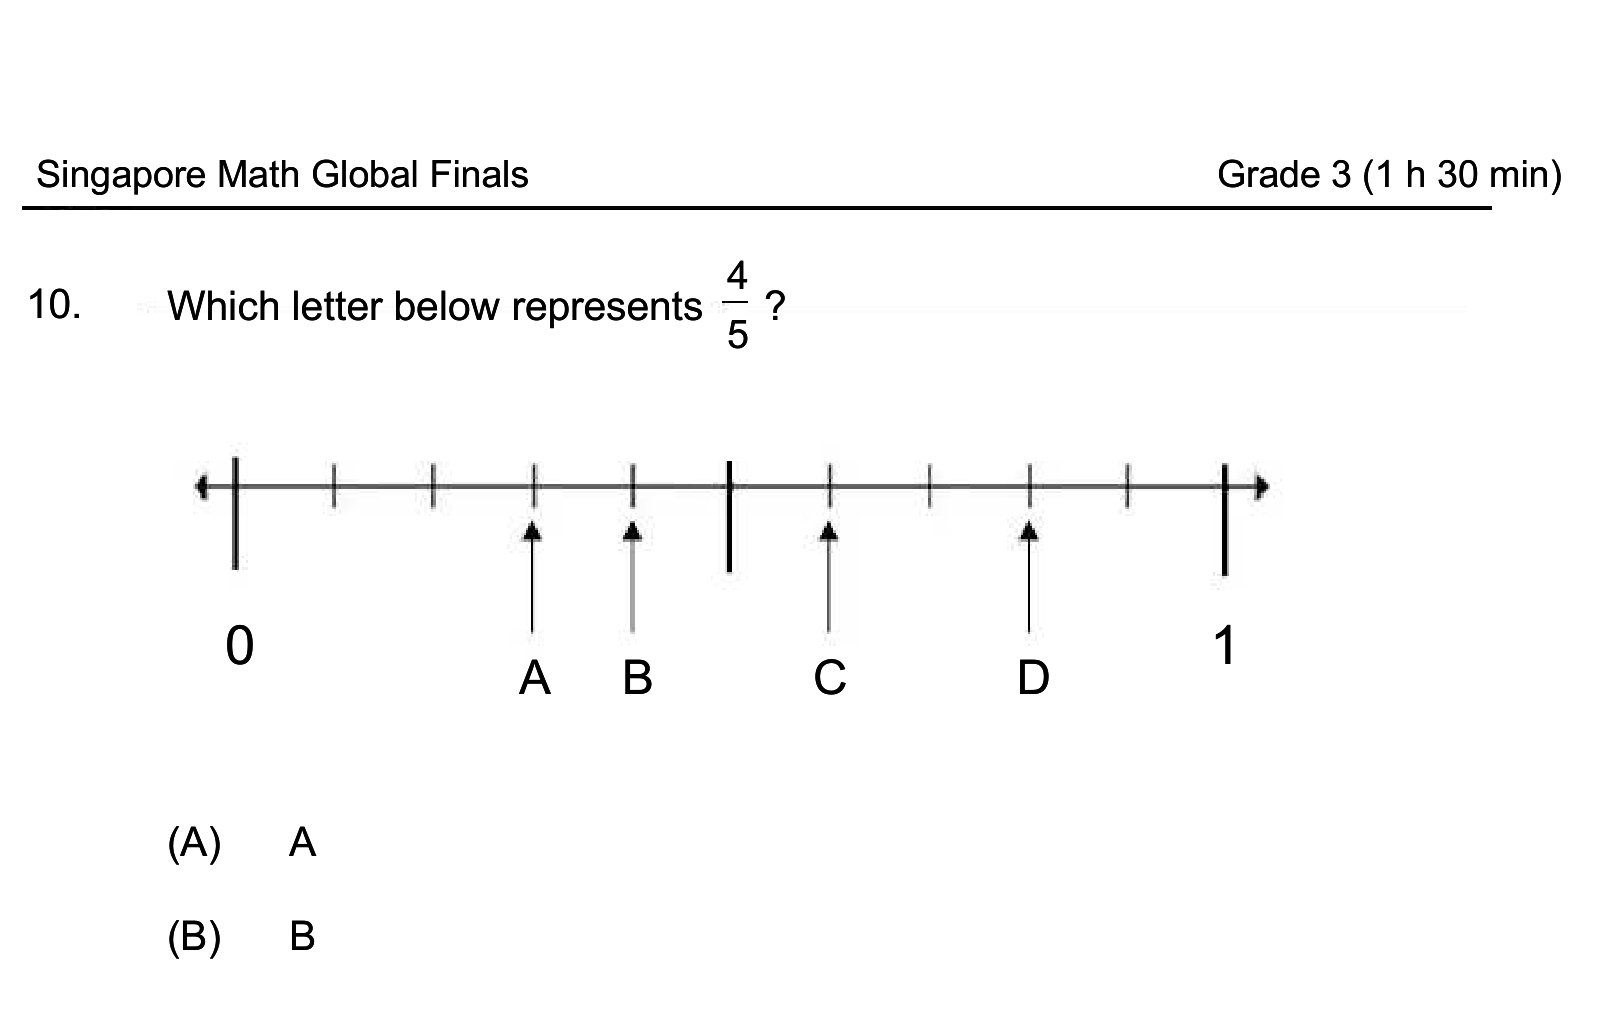 Singapore Math Global Finals Grade 3 (1 h 30 min)
10. Which letter below represents 4/5 ?
0 1
A B C D
(A) A
(B) B